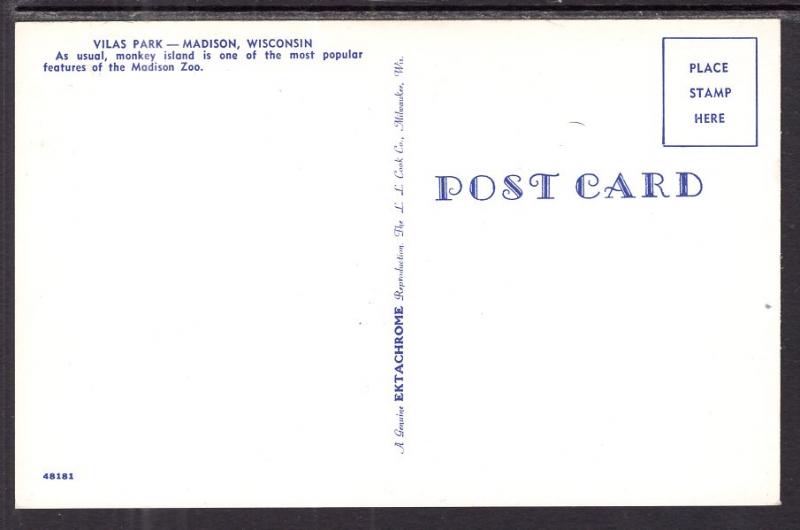 VILAS PARK — MADISON, WISCONSIN
As usual, monkey island is one of the most popular
features of the Madison Zoo.
48181
A Genuine EKTACHROME Reproduction. The L. L. Cook Co., Milwaukee, Wis.
PLACE
STAMP
HERE
POST CARD